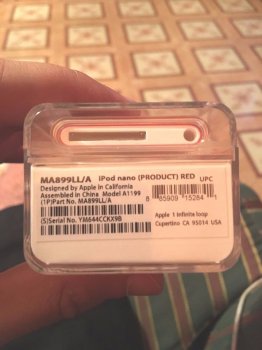 MA899LL/A iPod nano (PRODUCT) RED UPC
Designed by Apple in California
Assembled in China Model A1199
(1P)Part No. MA899LL/A
8 85909 15284 1
(S)Serial No. YM644CCKX9B
Apple 1 Infinite loop
Cupertino CA 95014 USA